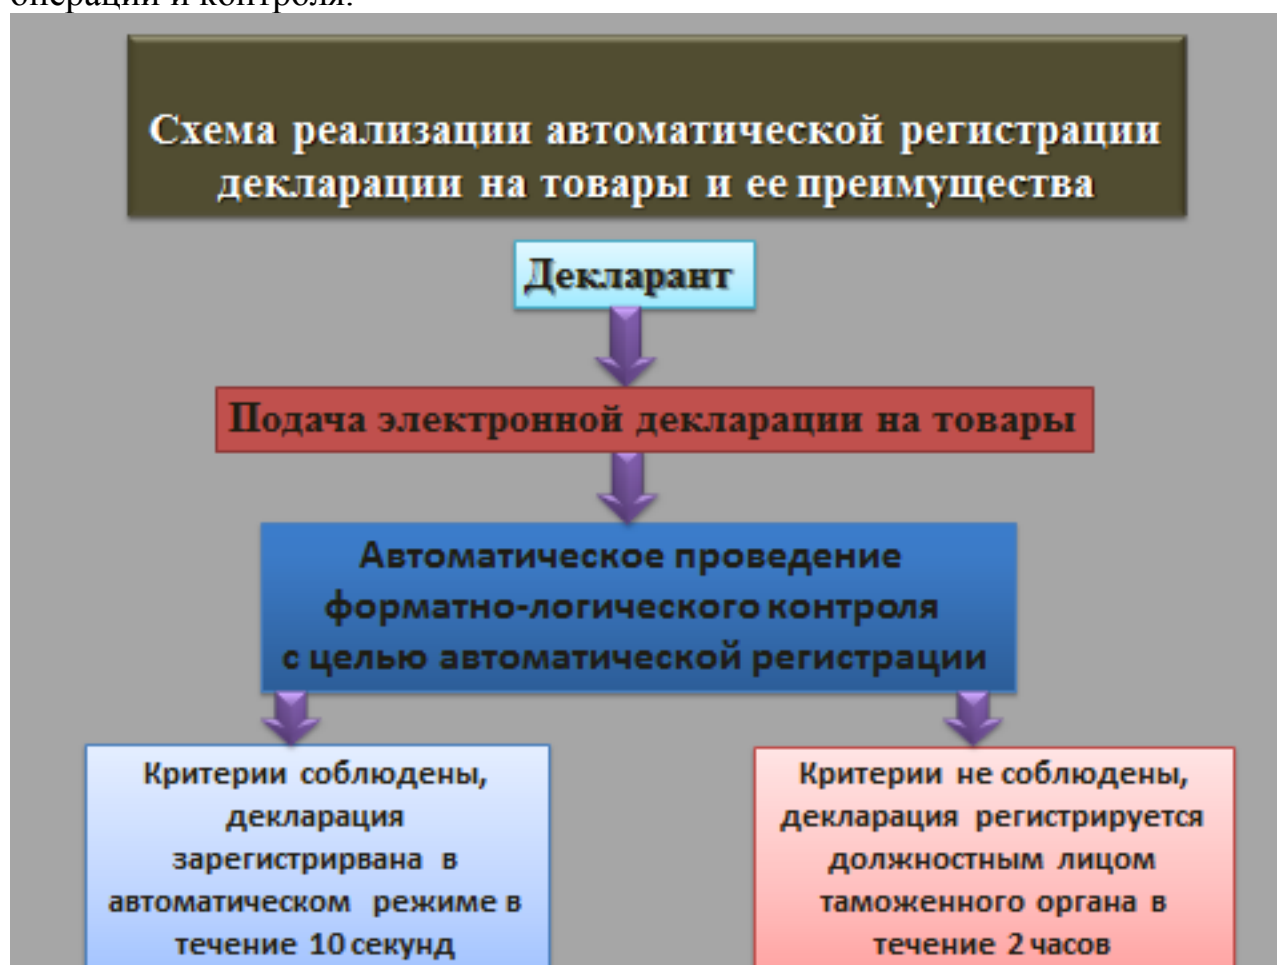 операций и контроля.
Схема реализации автоматической регистрации
декларации на товары и ее преимущества
Декларант
Подача электронной декларации на товары
Автоматическое проведение
форматно-логического контроля
с целью автоматической регистрации
Критерии соблюдены,
декларация
зарегистрирвана в
автоматическом режиме в
течение 10 секунд
Критерии не соблюдены,
декларация регистрируется
должностным лицом
таможенного органа в
течение 2 часов